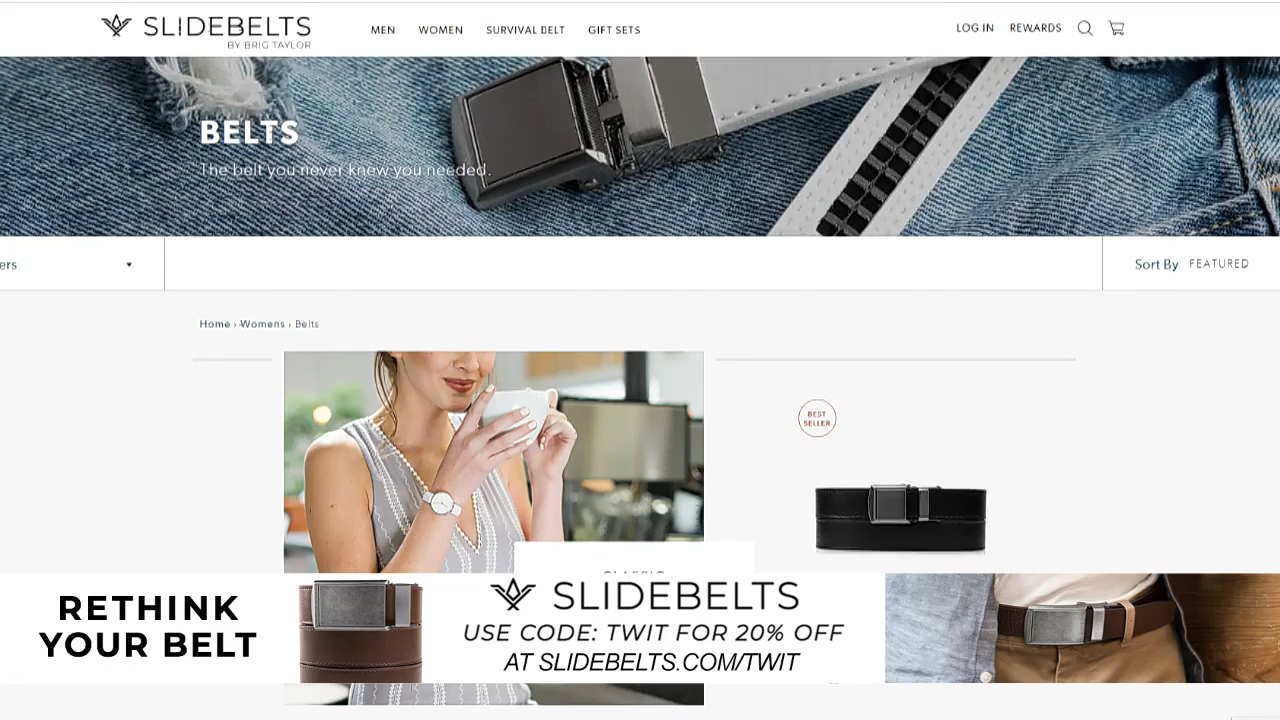 SLIDEBELTS
BY BRIG TAYLOR
MEN WOMEN SURVIVAL BELT GIFT SETS
LOG IN REWARDS
BELTS
The belt you never knew you needed.
ers
Sort By FEATURED
Home › Womens › Belts
BEST
SELLER
CLASSIC
RETHINK
YOUR BELT
SLIDEBELTS
USE CODE: TWIT FOR 20% OFF
AT SLIDEBELTS.COM/TWIT